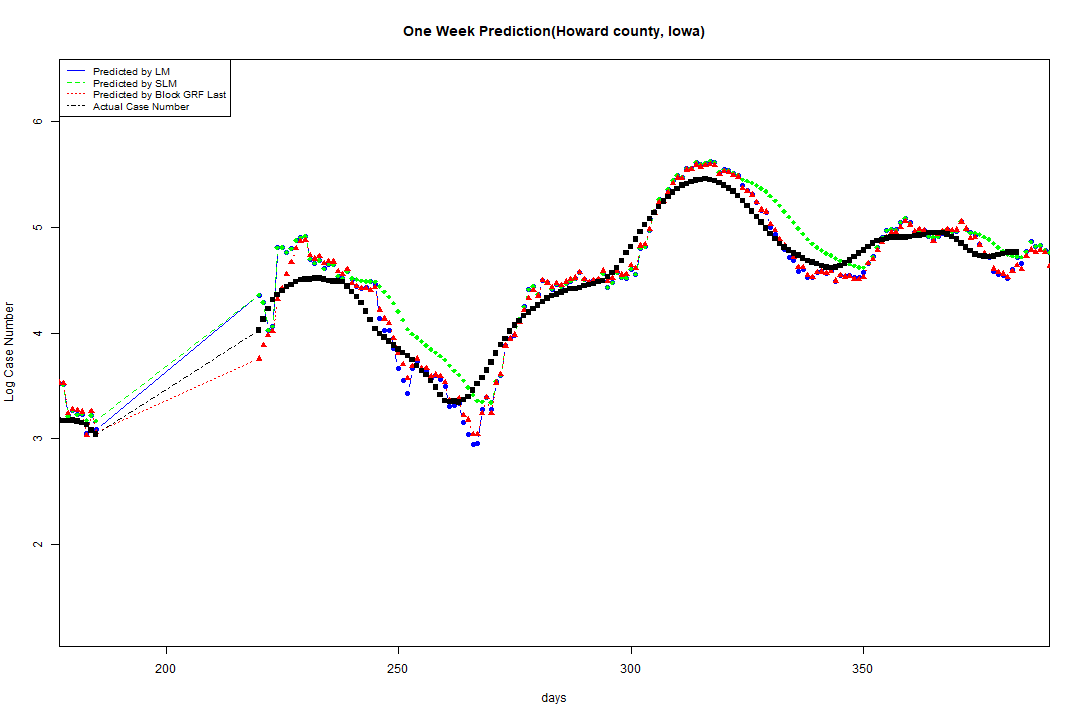 One Week Prediction(Howard county, Iowa)
Predicted by LM
Predicted by SLM
Predicted by Block GRF Last
Actual Case Number
Log Case Number
6
5
4
3
2
200
250
300
350
days